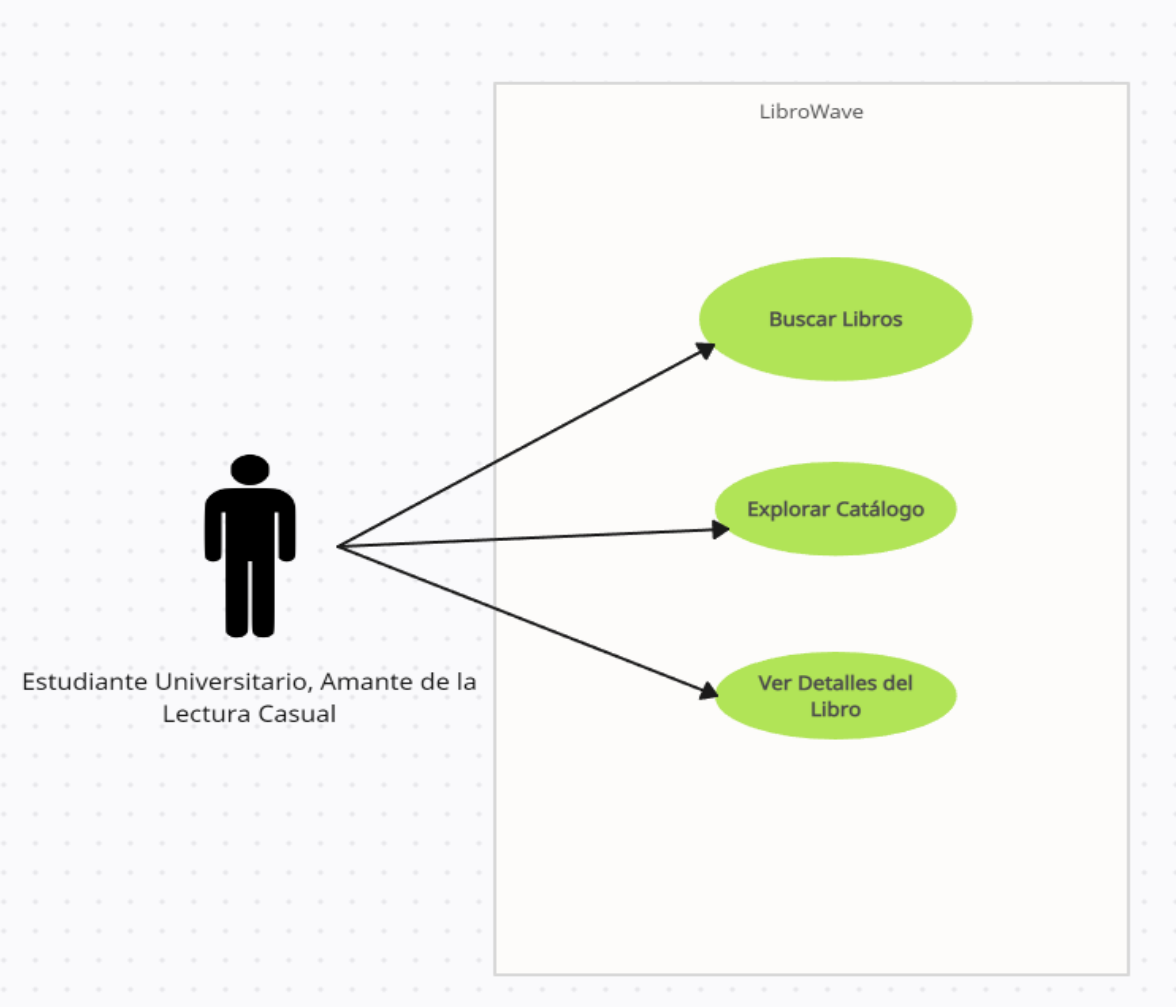 LibroWave
Buscar Libros
Explorar Catálogo
Ver Detalles del
Libro
Estudiante Universitario, Amante de la
Lectura Casual